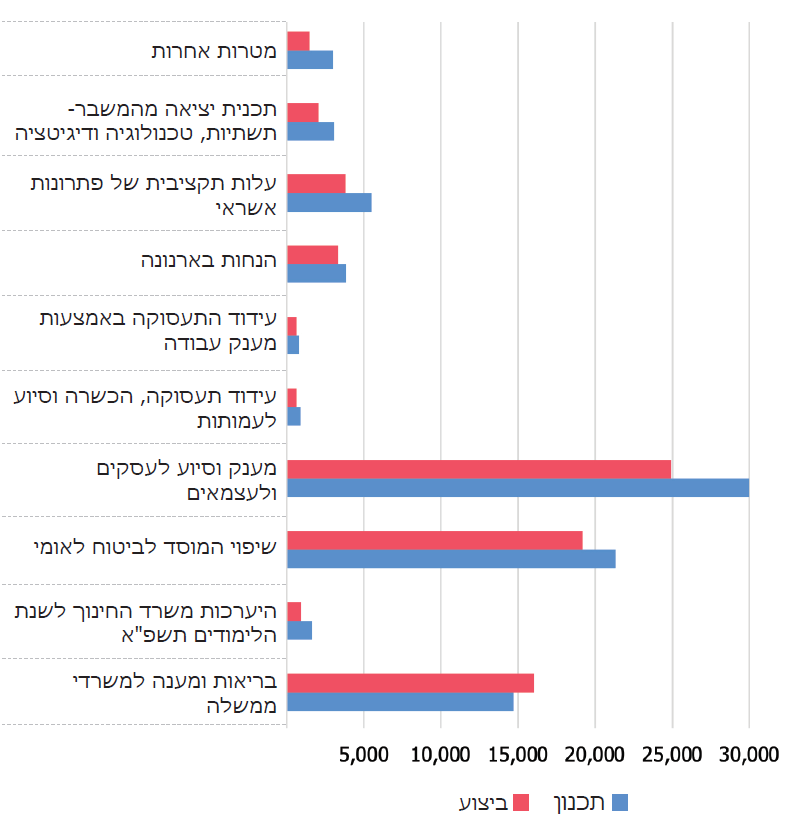 מטרות אחרות
תכנית יציאה מהמשבר-
תשתיות, טכנולוגיה ודיגיטציה
עלות תקציבית של פתרונות
אשראי
הנחות בארנונה
עידוד התעסוקה באמצעות
מענק עבודה
עידוד תעסוקה, הכשרה וסיוע
לעמותות
מענק וסיוע לעסקים
ולעצמאים
שיפוי המוסד לביטוח לאומי
היערכות משרד החינוך לשנת
הלימודים תשפ"א
בריאות ומענה למשרדי
ממשלה
5,000 10,000 15,000 20,000 25,000 30,000
תכנון ביצוע